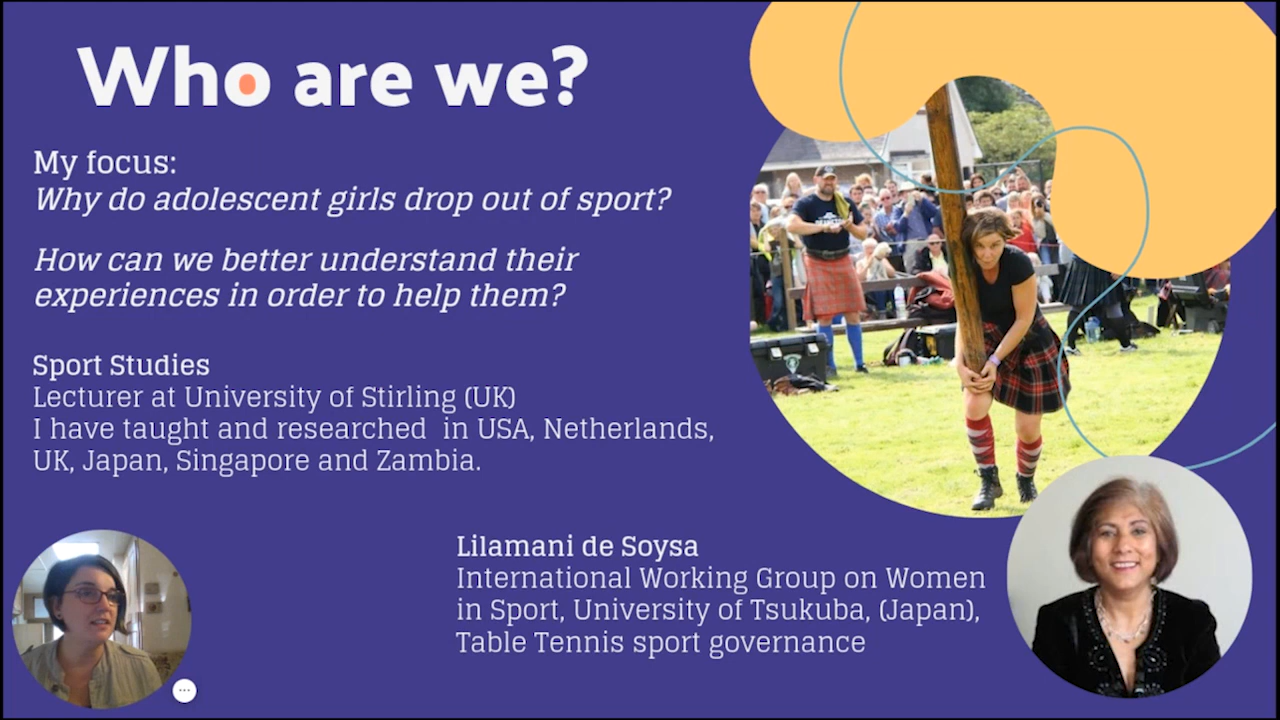 Who are we?
My focus:
Why do adolescent girls drop out of sport?
How can we better understand their
experiences in order to help them?
Sport Studies
Lecturer at University of Stirling (UK)
I have taught and researched  in USA, Netherlands,
UK, Japan, Singapore and Zambia.
Lilamani de Soysa
International Working Group on Women
in Sport, University of Tsukuba, (Japan),
Table Tennis sport governance